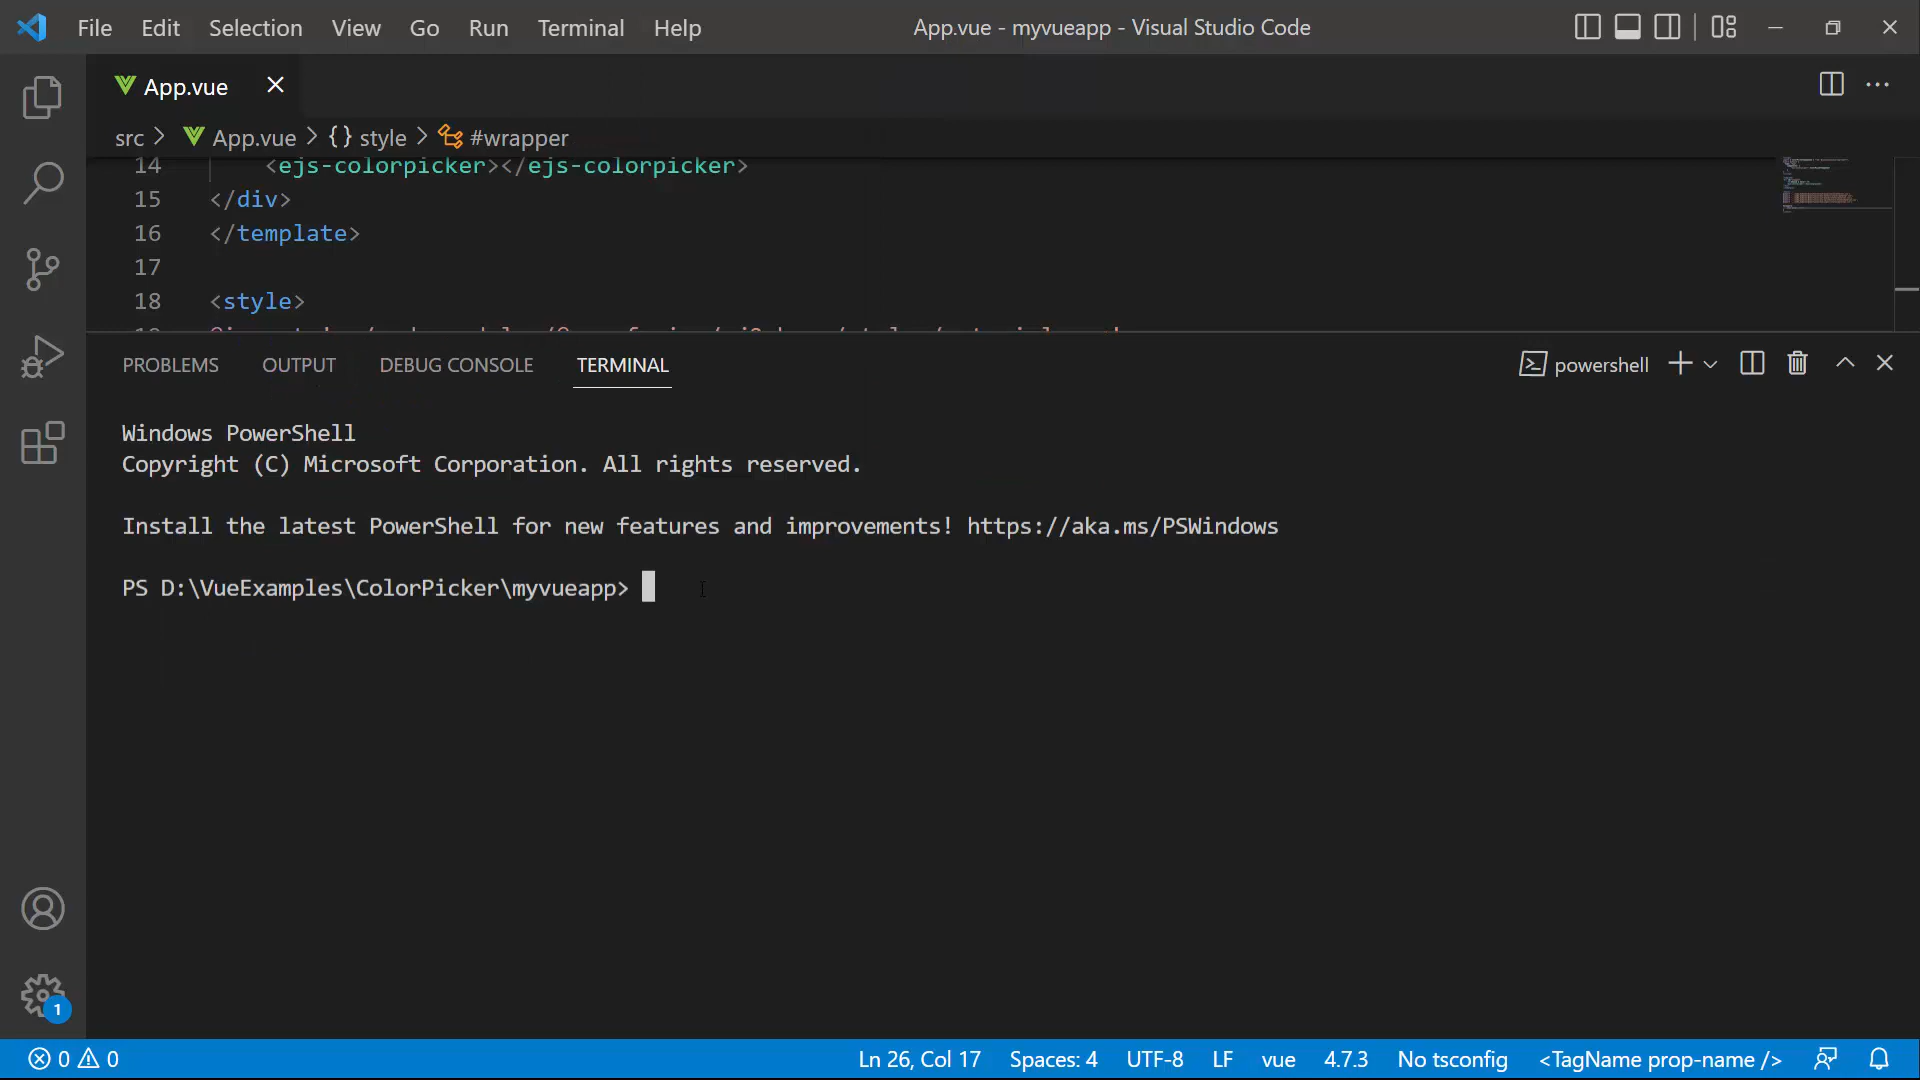 File Edit Selection View Go Run Terminal Help App.vue - myvueapp - Visual Studio Code
App.vue
src > App.vue > {} style > #wrapper
14 <ejs-colorpicker></ejs-colorpicker>
15 </div>
16 </template>
17
18 <style>
PROBLEMS OUTPUT DEBUG CONSOLE TERMINAL powershell
Windows PowerShell
Copyright (C) Microsoft Corporation. All rights reserved.
Install the latest PowerShell for new features and improvements! https://aka.ms/PSWindows
PS D:\VueExamples\ColorPicker\myvueapp>
1
0 0 Ln 26, Col 17 Spaces: 4 UTF-8 LF vue 4.7.3 No tsconfig <TagName prop-name />